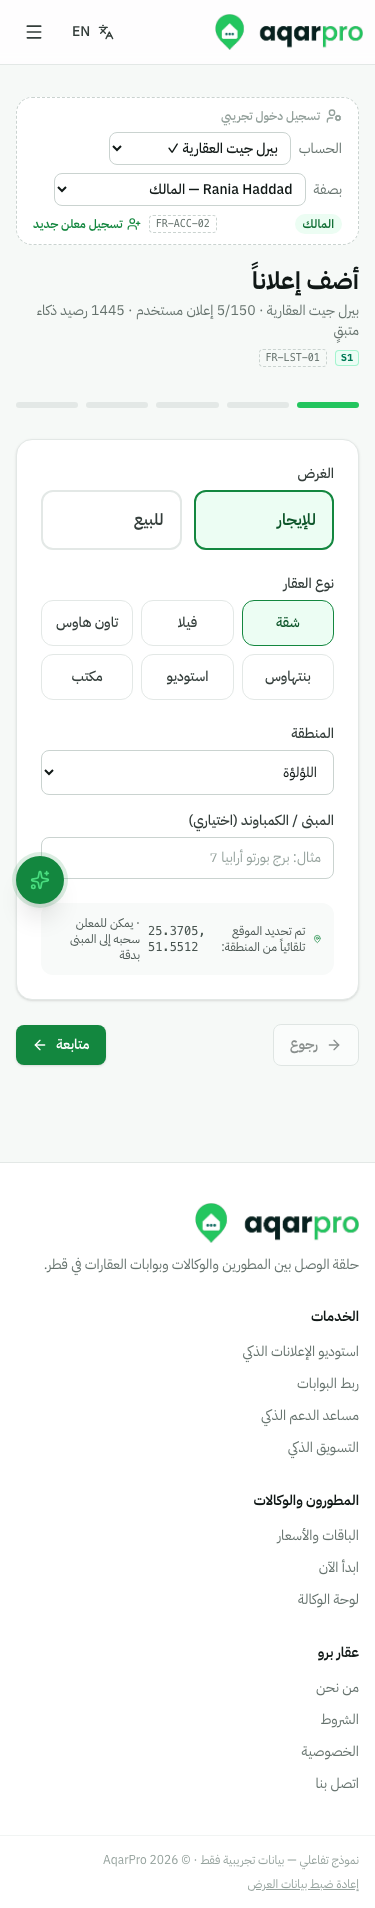 aqarpro
EN
تسجيل دخول تجريبي
الحساب
بيرل جيت العقارية ✓
بصفة
Rania Haddad — المالك
المالك
FR-ACC-02
تسجيل معلن جديد
أضف إعلاناً
بيرل جيت العقارية · 5/150 إعلان مستخدم · 1445 رصيد ذكاء
متبقٍ
S1
FR-LST-01
الغرض
للإيجار
للبيع
نوع العقار
شقة
فيلا
تاون هاوس
بنتهاوس
استوديو
مكتب
المنطقة
اللؤلؤة
المبنى / الكمباوند (اختياري)
مثال: برج بورتو أرابيا 7
تم تحديد الموقع
تلقائياً من المنطقة:
25.3705,
51.5512
· يمكن للمعلن
سحبه إلى المبنى
بدقة
رجوع
متابعة
aqarpro
حلقة الوصل بين المطورين والوكالات وبوابات العقارات في قطر.
الخدمات
استوديو الإعلانات الذكي
ربط البوابات
مساعد الدعم الذكي
التسويق الذكي
المطورون والوكالات
الباقات والأسعار
ابدأ الآن
لوحة الوكالة
عقار برو
من نحن
الشروط
الخصوصية
اتصل بنا
نموذج تفاعلي — بيانات تجريبية فقط · © 2026 AqarPro
إعادة ضبط بيانات العرض